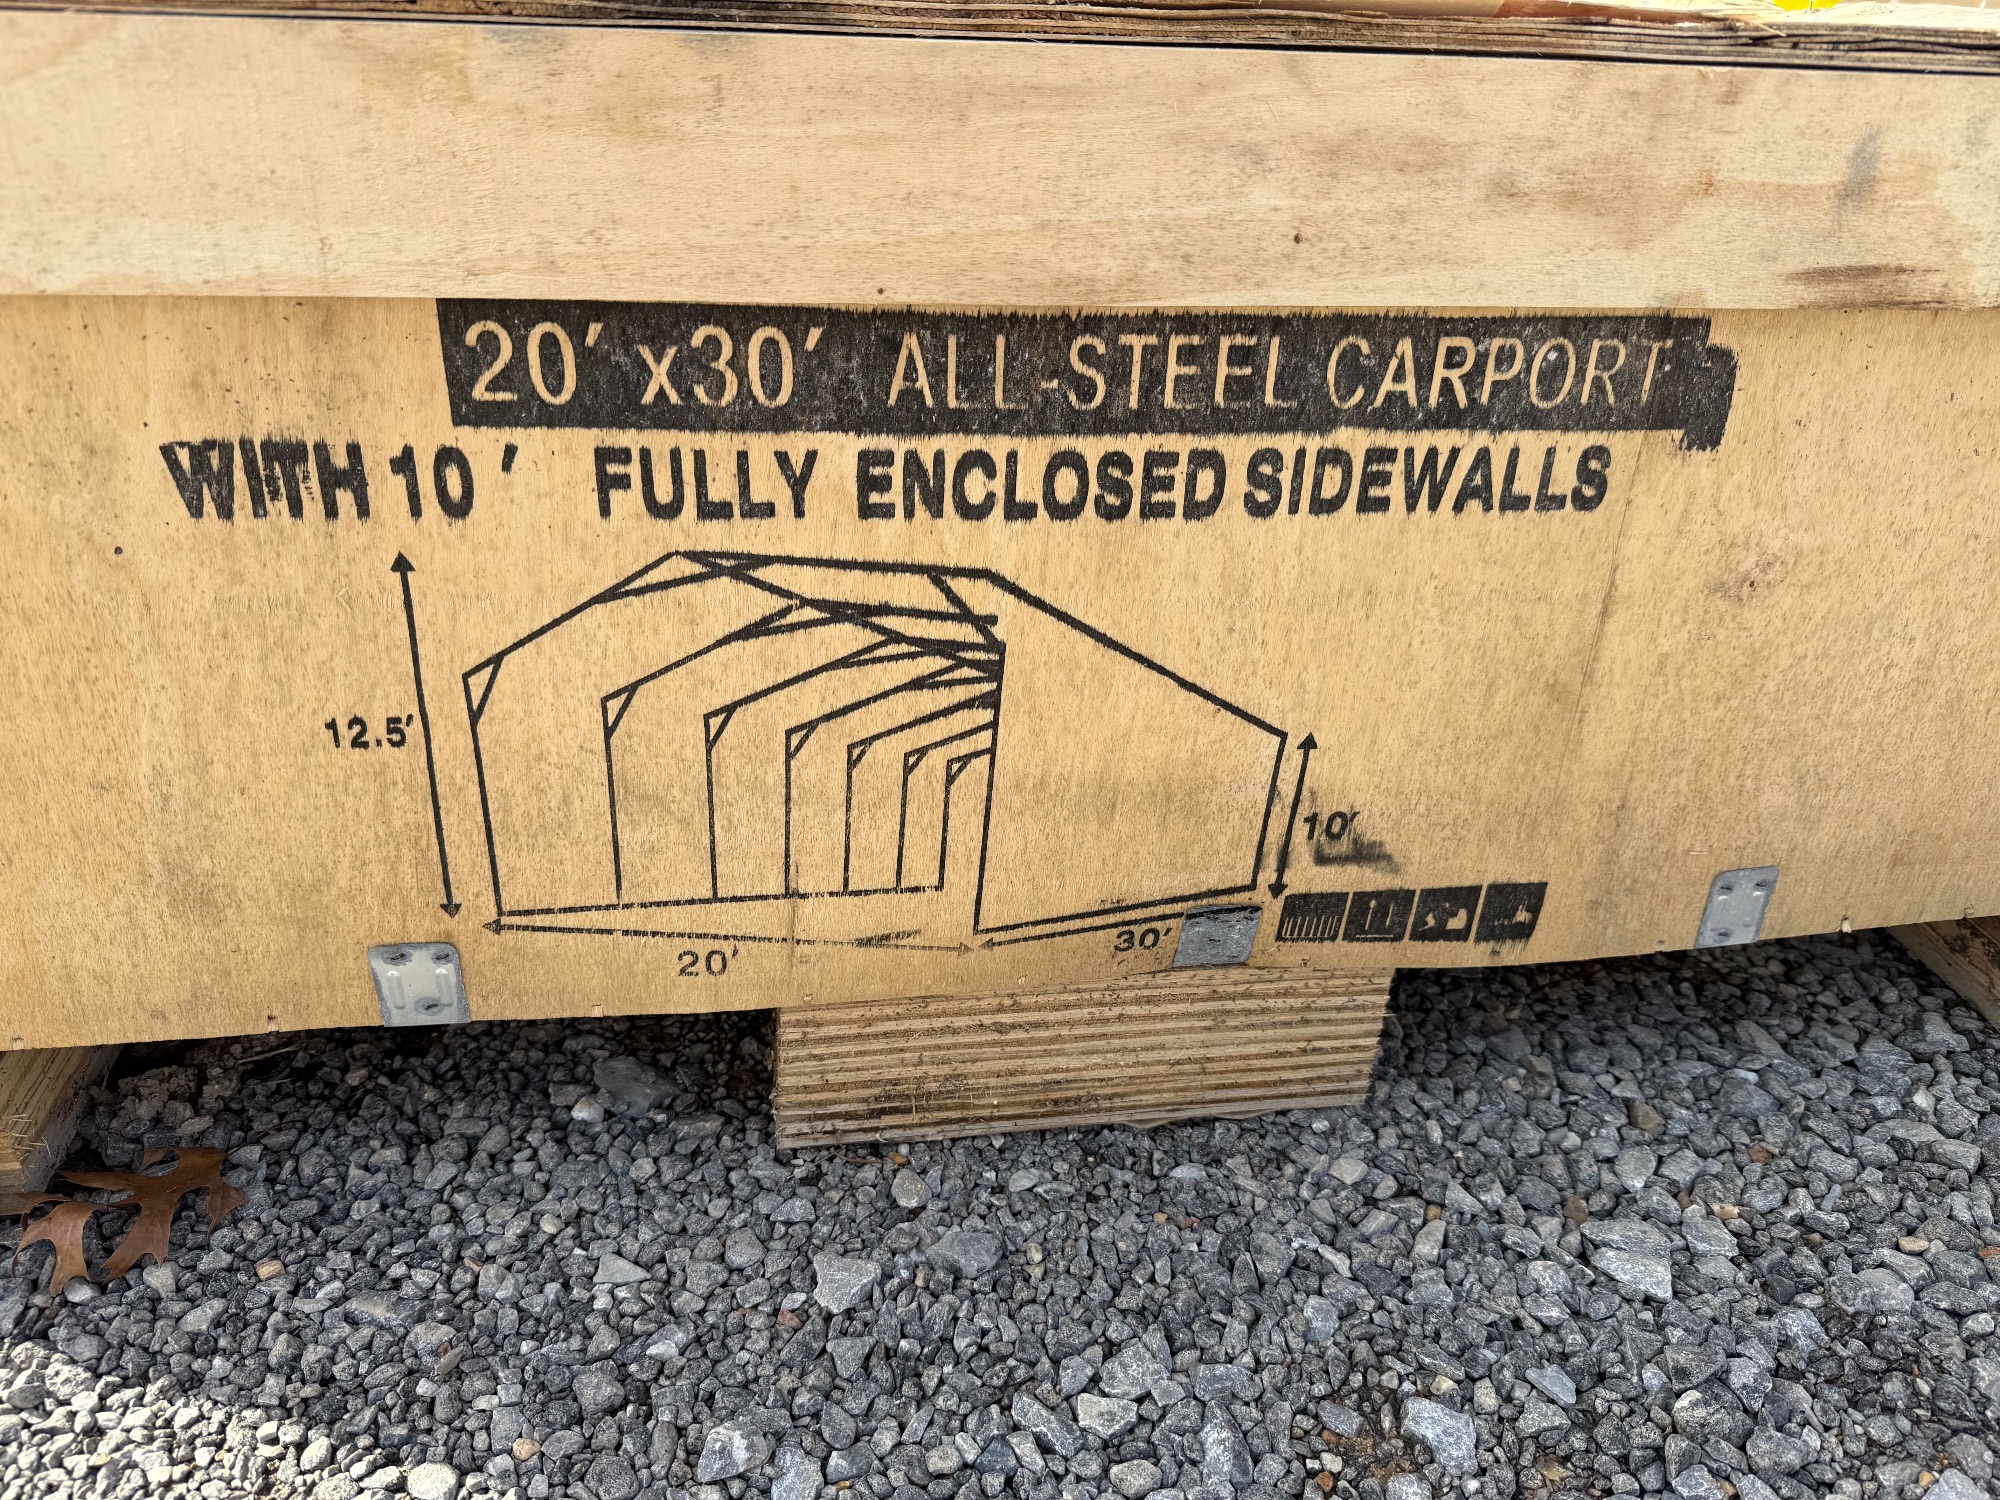 20' x30' ALL-STEEL CARPORT
WITH 10' FULLY ENCLOSED SIDEWALLS
12.5'
10'
20'
30'